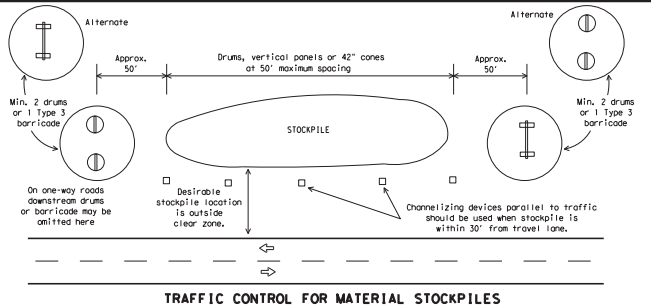 Alternate
Alternate
Approx.
50'
Drums, vertical panels or 42" cones
at 50' maximum spacing
Approx.
50'
Min. 2 drums
or 1 Type 3
barricade
STOCKPILE
Min. 2 drums
or 1 Type 3
barricade
On one-way roads
downstream drums
or barricade may be
omitted here
Desirable
stockpile location
is outside
clear zone.
Channelizing devices parallel to traffic
should be used when stockpile is
within 30' from travel lane.
TRAFFIC CONTROL FOR MATERIAL STOCKPILES